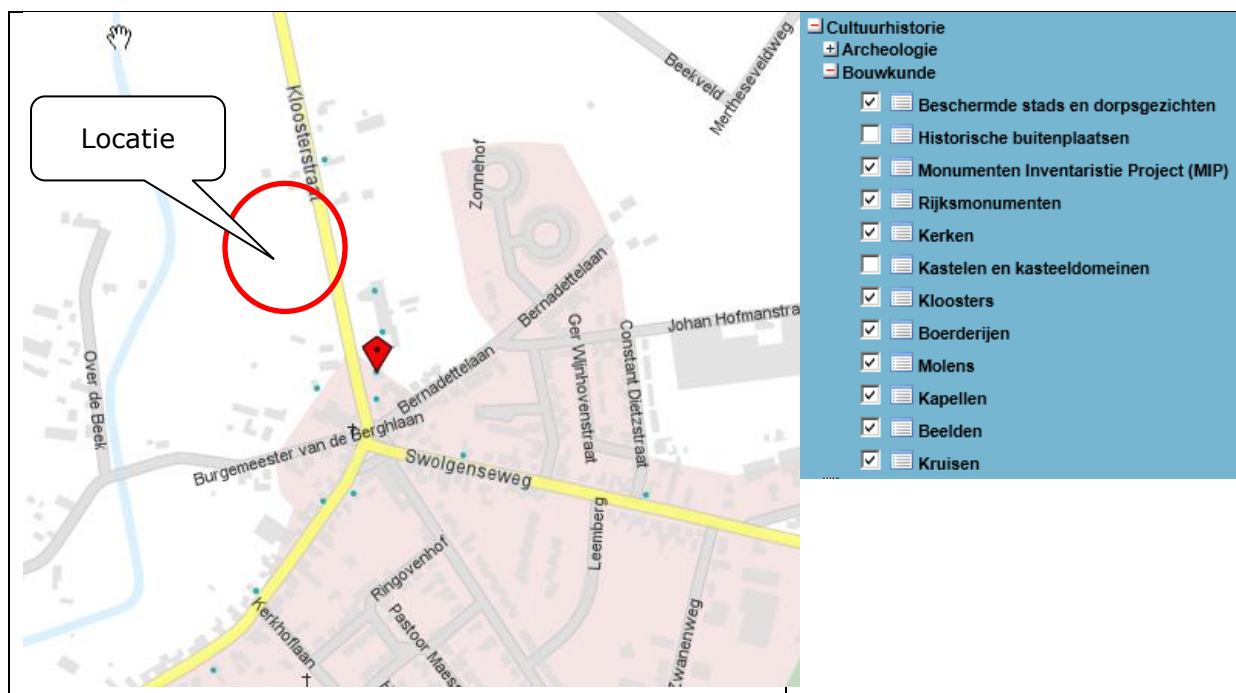 Locatie
Kloosterstraat
Beekveld
Mertheseveldweg
Zonnehof
Bernadettelaan
Johan Hofmanstra
Over de Beek
Ger Wijnhovenstraat
Constant Dietzstraat
Bernadettelaan
Burgemeester van de Berghlaan
Swolgenseweg
Leemberg
Ringovenhof
Kerkhoflaan
Pastoor Maes
Zwanenweg
Cultuurhistorie
Archeologie
Bouwkunde
Beschermde stads en dorpsgezichten
Historische buitenplaatsen
Monumenten Inventaristie Project (MIP)
Rijksmonumenten
Kerken
Kastelen en kasteeldomeinen
Kloosters
Boerderijen
Molens
Kapellen
Beelden
Kruisen